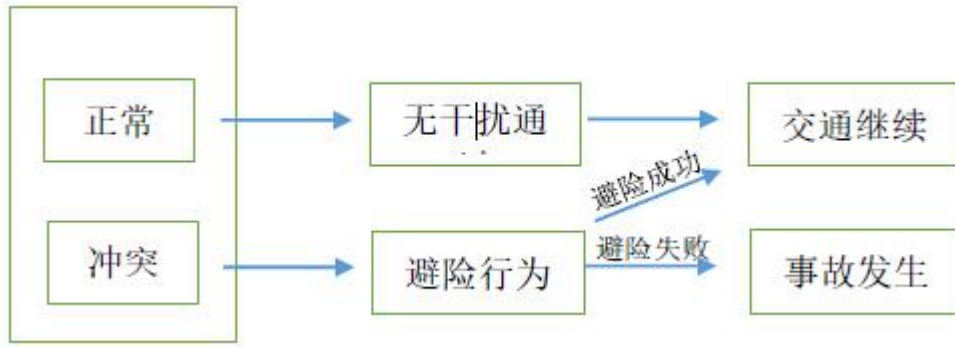 正常
无干扰通
交通继续
避险成功
冲突
避险行为
避险失败
事故发生